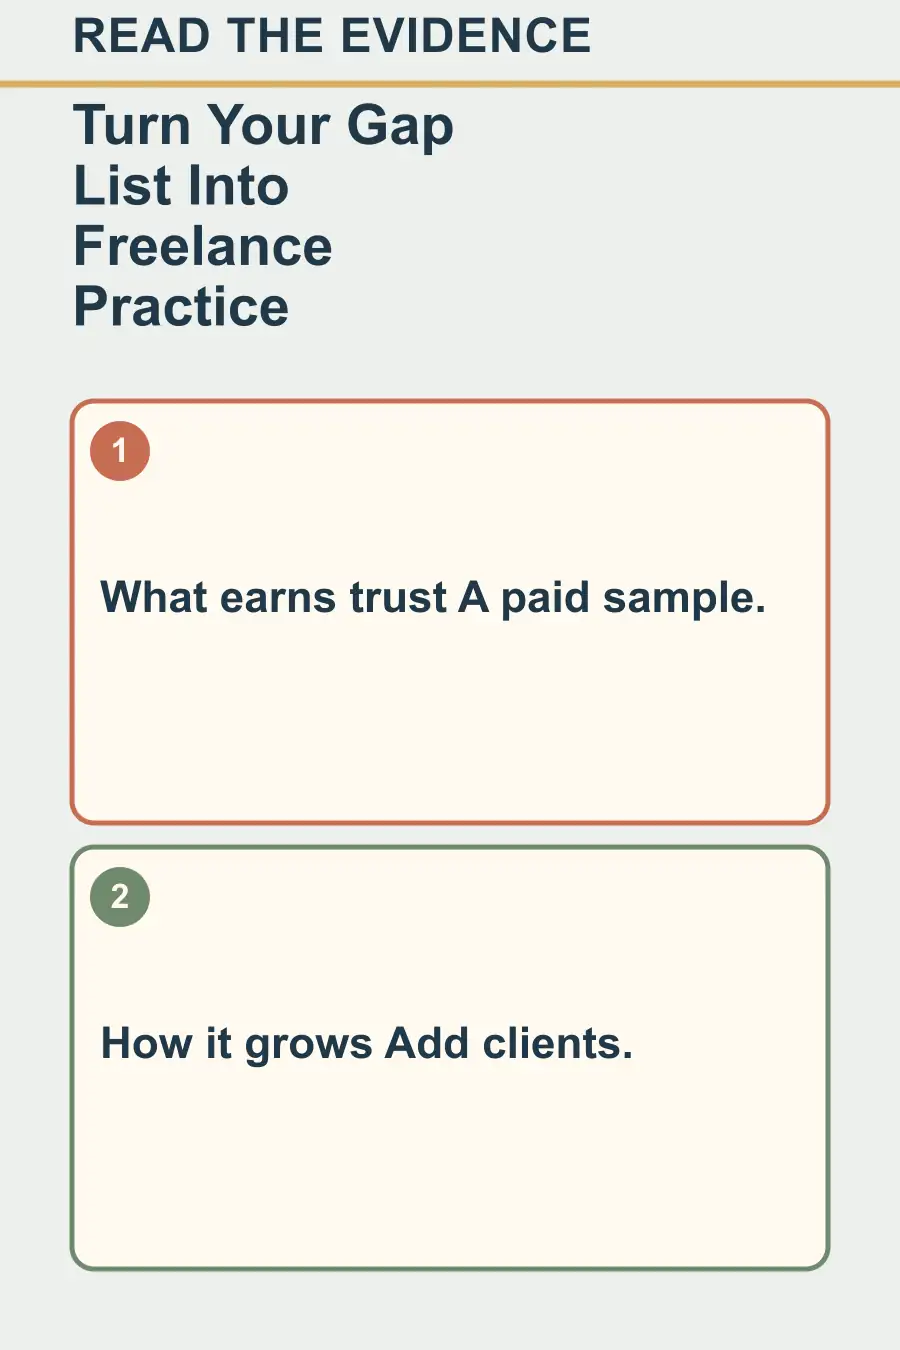 READ THE EVIDENCE
Turn Your Gap
List Into
Freelance
Practice
1
What earns trust A paid sample.
2
How it grows Add clients.